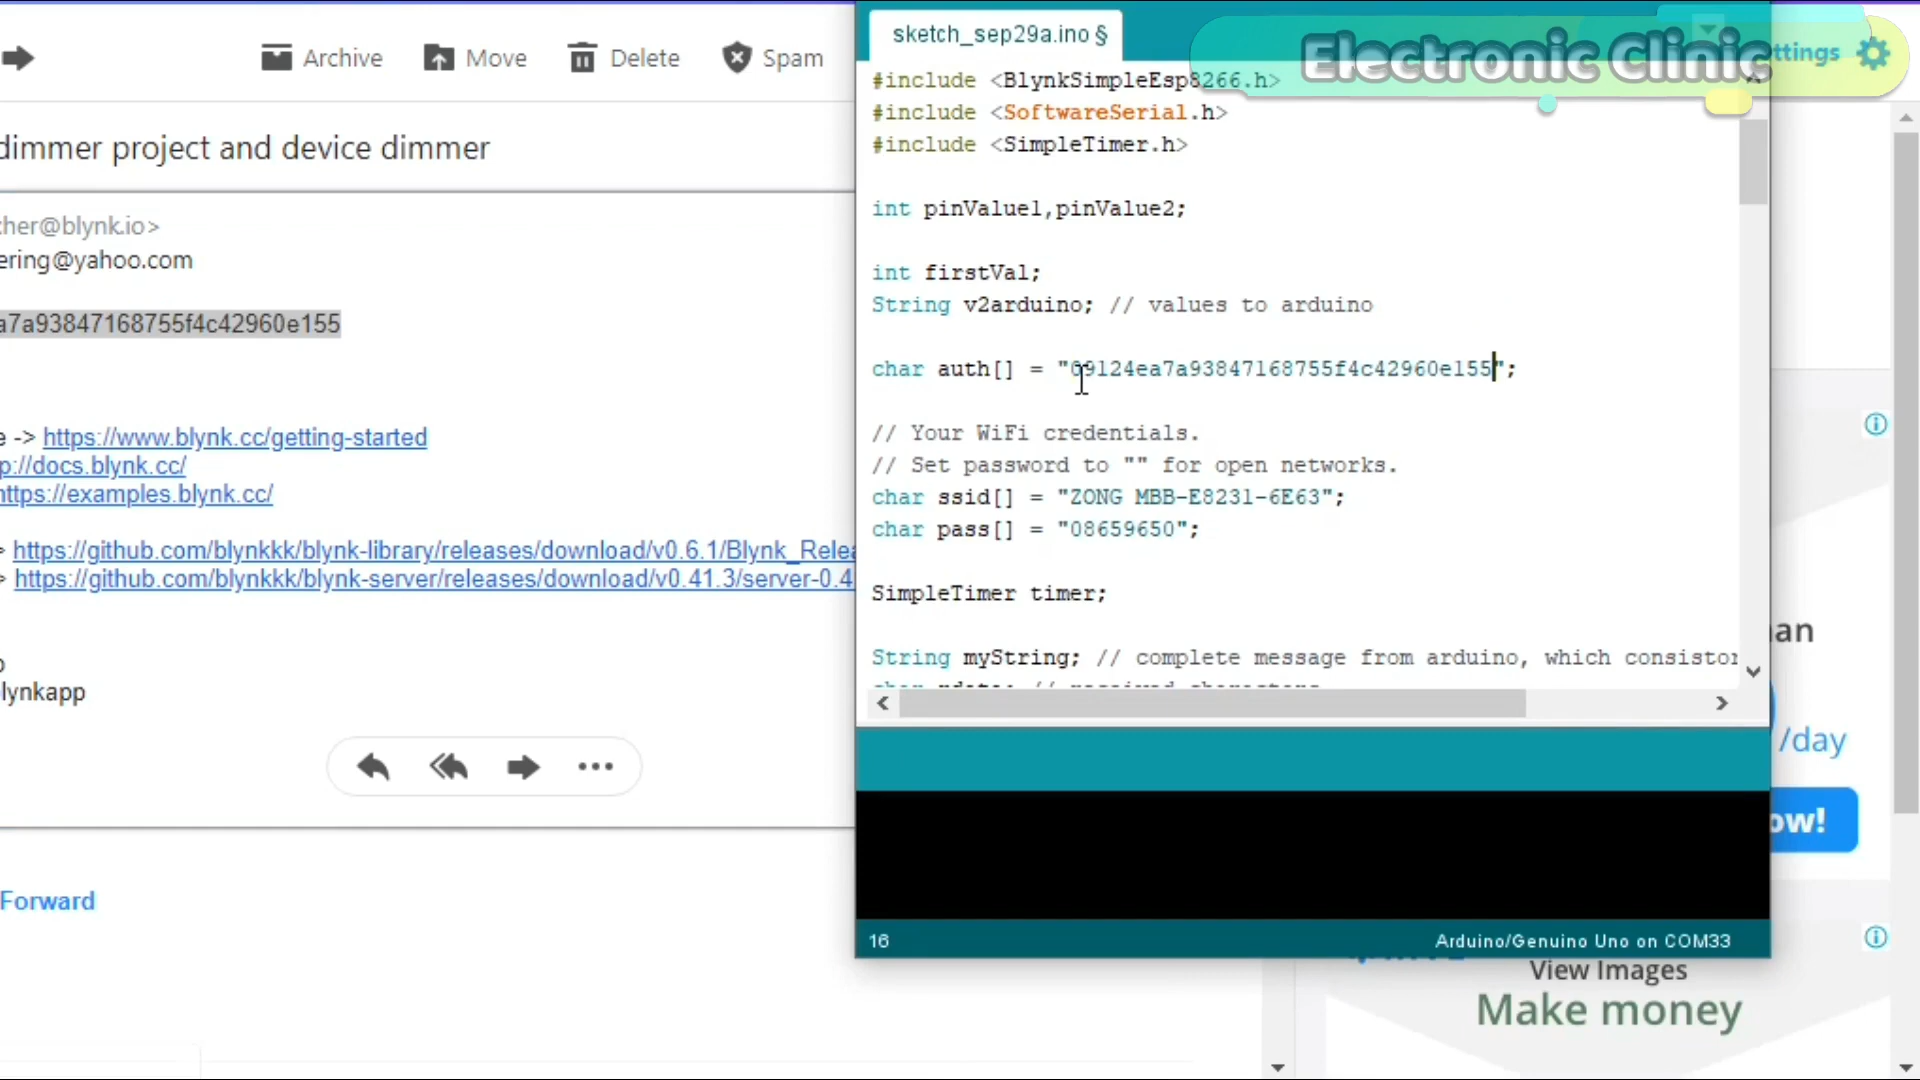 Archive
Move
Delete
Spam
dimmer project and device dimmer
cher@blynk.io>
ering@yahoo.com
a7a93847168755f4c42960e155
e -> https://www.blynk.cc/getting-started
p://docs.blynk.cc/
https://examples.blynk.cc/
> https://github.com/blynkkk/blynk-library/releases/download/v0.6.1/Blynk_Relea
> https://github.com/blynkkk/blynk-server/releases/download/v0.41.3/server-0.4
lynkapp
Forward
sketch_sep29a.ino §
Electronic Clinic
ttings
#include <BlynkSimpleEsp8266.h>
#include <SoftwareSerial.h>
#include <SimpleTimer.h>
int pinValue1,pinValue2;
int firstVal;
String v2arduino; // values to arduino
char auth[] = "09124ea7a93847168755f4c42960e155";
// Your WiFi credentials.
// Set password to "" for open networks.
char ssid[] = "ZONG MBB-E8231-6E63";
char pass[] = "08659650";
SimpleTimer timer;
String myString; // complete message from arduino, which consistor
16
Arduino/Genuino Uno on COM33
an
/day
ow!
View Images
Make money